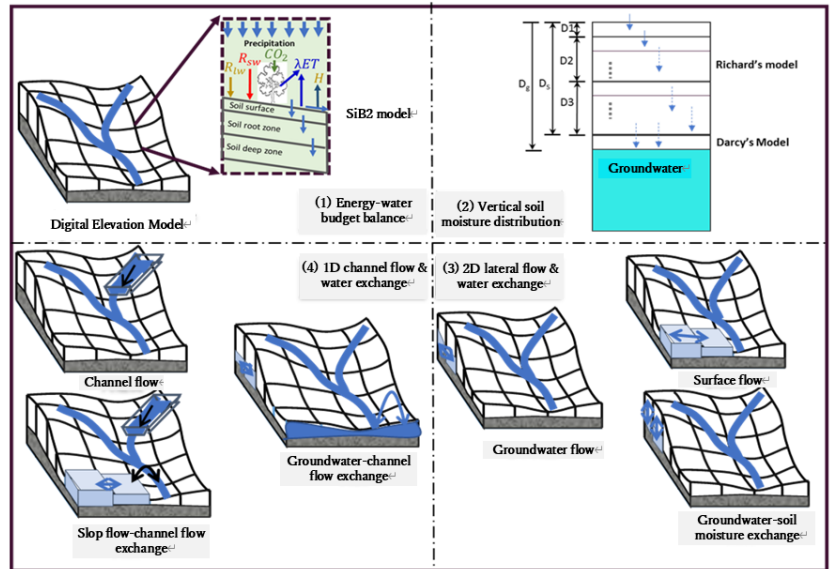 Precipitation
R_lw
R_sw
CO_2
λET
H
Soil surface
Soil root zone
Soil deep zone
SiB2 model
Digital Elevation Model
(1) Energy-water
budget balance
D1
D2
D3
D_s
D_g
Richard's model
Darcy's Model
Groundwater
(2) Vertical soil
moisture distribution
(4) 1D channel flow &
water exchange
Channel flow
Slop flow-channel flow
exchange
Groundwater-channel
flow exchange
(3) 2D lateral flow &
water exchange
Groundwater flow
Surface flow
Groundwater-soil
moisture exchange